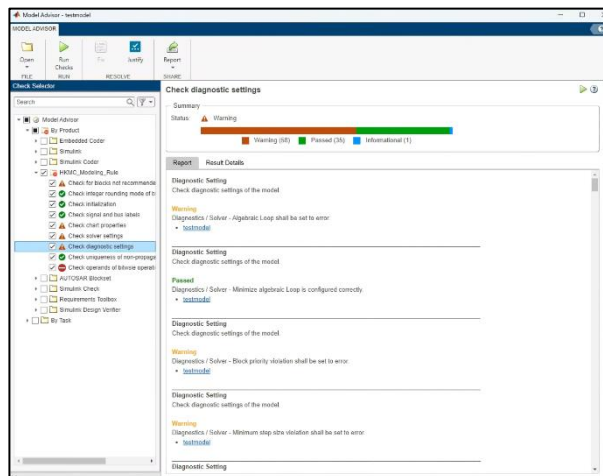 Model Advisor - testmodel
MODEL ADVISOR
Open
Run
Checks
Fix
Justify
Report
FILE
RUN
RESOLVE
SHARE
Check Selector
Search
Model Advisor
By Product
Embedded Coder
Simulink
Simulink Coder
HKMC_Modeling_Rule
Check for blocks not recommende
Check integer rounding mode of b
Check initialization
Check signal and bus labels
Check chart properties
Check solver settings
Check diagnostic settings
Check uniqueness of non-propaga
Check operands of bitwise operati
AUTOSAR Blockset
Simulink Check
Requirements Toolbox
Simulink Design Verifier
By Task
Check diagnostic settings
Summary
Status: Warning
Warning (58) Passed (35) Informational (1)
Report Result Details
Diagnostic Setting
Check diagnostic settings of the model
Warning
Diagnostics / Solver - Algebraic Loop shall be set to error
testmodel
Diagnostic Setting
Check diagnostic settings of the model
Passed
Diagnostics / Solver - Minimize algebraic Loop is configured correctly.
testmodel
Diagnostic Setting
Check diagnostic settings of the model
Warning
Diagnostics / Solver - Block priority violation shall be set to error.
testmodel
Diagnostic Setting
Check diagnostic settings of the model
Warning
Diagnostics / Solver - Minimum step size violation shall be set to error.
testmodel
Diagnostic Setting